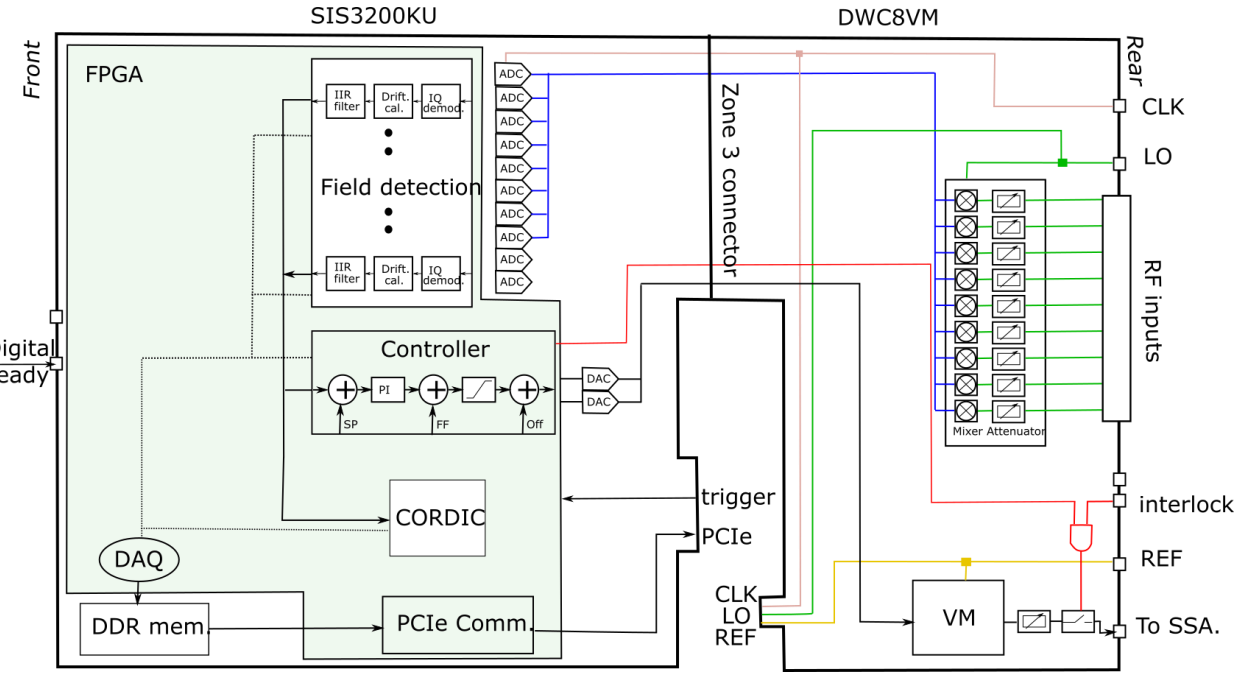 SIS3200KU
DWC8VM
Front
Rear
FPGA
IIR
filter
Drift.
cal.
IQ
demod.
Field detection
IIR
filter
Drift.
cal.
IQ
demod.
ADC
ADC
ADC
ADC
ADC
ADC
ADC
ADC
ADC
ADC
Zone 3 connector
CLK
LO
RF inputs
Mixer Attenuator
Controller
PI
SP
FF
Off
DAC
DAC
Digital
eady
CORDIC
trigger
PCIe
interlock
DAQ
DDR mem.
PCIe Comm.
CLK
LO
REF
VM
REF
To SSA.